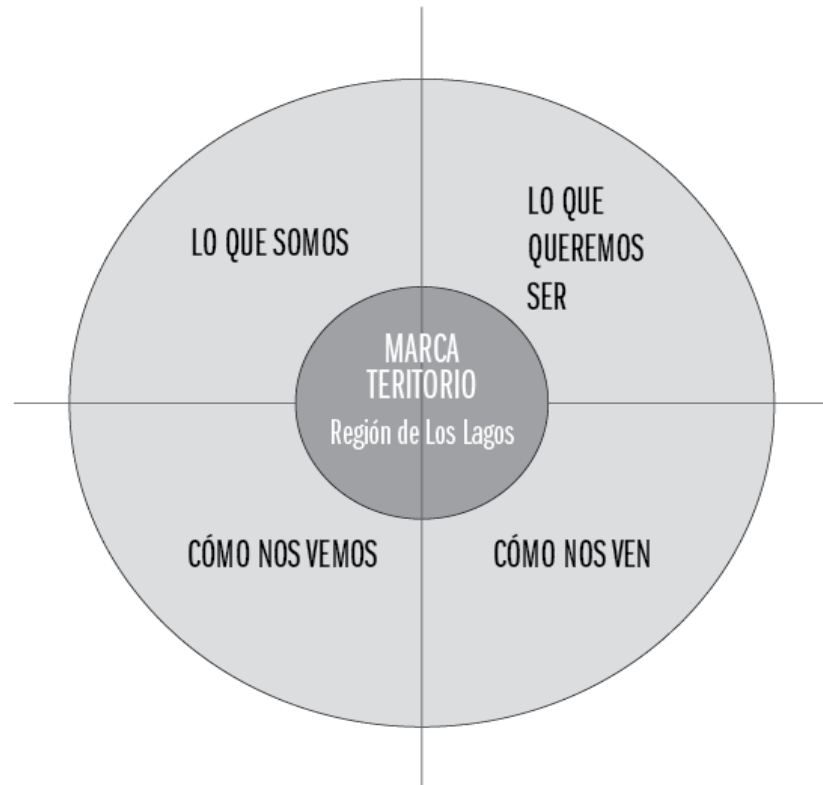 LO QUE SOMOS
LO QUE
QUEREMOS
SER
MARCA
TERITORIO
Región de Los Lagos
CÓMO NOS VEMOS
CÓMO NOS VEN